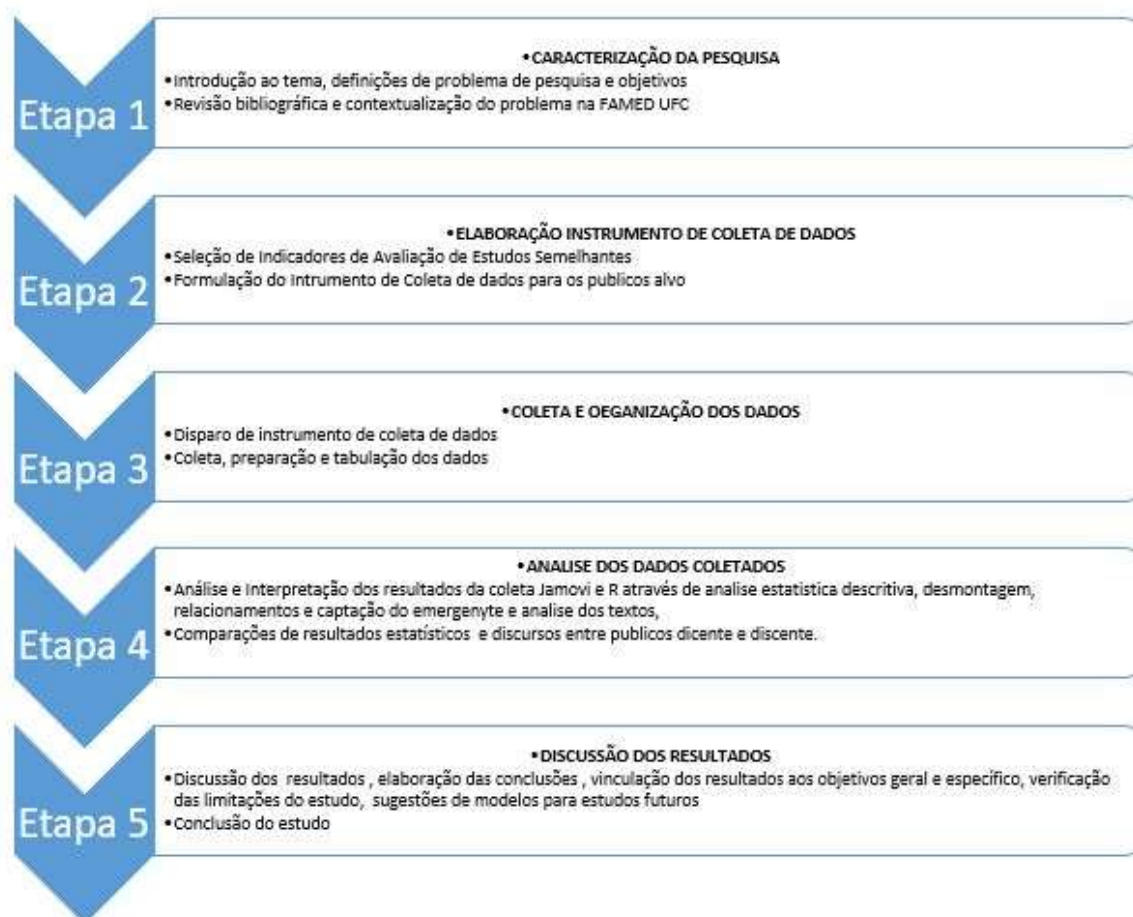 Etapa 1
•CARACTERIZAÇÃO DA PESQUISA
•Introdução ao tema, definições de problema de pesquisa e objetivos
•Revisão bibliográfica e contextualização do problema na FAMED UFC
Etapa 2
•ELABORAÇÃO INSTRUMENTO DE COLETA DE DADOS
•Seleção de Indicadores de Avaliação de Estudos Semelhantes
•Formulação do Intrumento de Coleta de dados para os publicos alvo
Etapa 3
•COLETA E OEGANIZAÇÃO DOS DADOS
•Disparo de instrumento de coleta de dados
•Coleta, preparação e tabulação dos dados
Etapa 4
•ANALISE DOS DADOS COLETADOS
•Análise e Interpretação dos resultados da coleta Jamovi e R através de analise estatistica descritiva, desmontagem,
relacionamentos e captação do emergenyte e analise dos textos,
•Comparações de resultados estatísticos e discursos entre publicos dicente e discente.
Etapa 5
•DISCUSSÃO DOS RESULTADOS
•Discussão dos resultados , elaboração das conclusões , vinculação dos resultados aos objetivos geral e específico, verificação
das limitações do estudo, sugestões de modelos para estudos futuros
•Conclusão do estudo